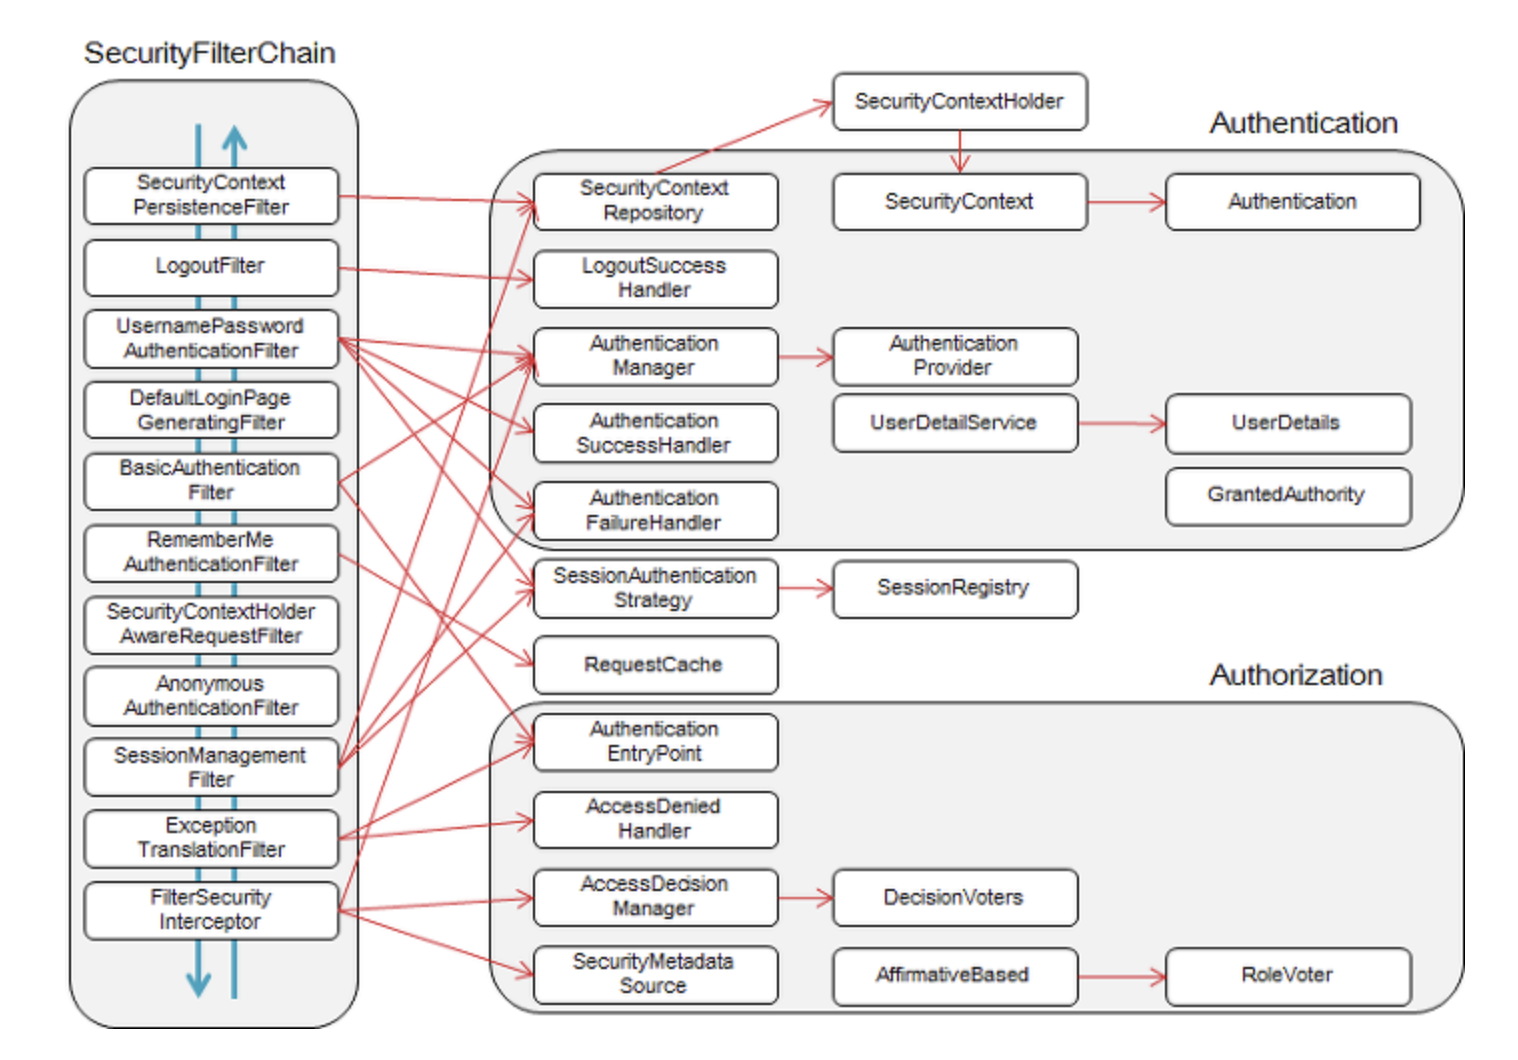 SecurityFilterChain
SecurityContext
PersistenceFilter
LogoutFilter
UsernamePassword
AuthenticationFilter
DefaultLoginPage
GeneratingFilter
BasicAuthentication
Filter
RememberMe
AuthenticationFilter
SecurityContextHolder
AwareRequestFilter
Anonymous
AuthenticationFilter
SessionManagement
Filter
Exception
TranslationFilter
FilterSecurity
Interceptor
SecurityContextHolder
Authentication
SecurityContext
Repository
SecurityContext
Authentication
LogoutSuccess
Handler
Authentication
Manager
Authentication
Provider
Authentication
SuccessHandler
UserDetailService
UserDetails
Authentication
FailureHandler
GrantedAuthority
SessionAuthentication
Strategy
SessionRegistry
RequestCache
Authorization
Authentication
EntryPoint
AccessDenied
Handler
AccessDecision
Manager
DecisionVoters
SecurityMetadata
Source
AffirmativeBased
RoleVoter